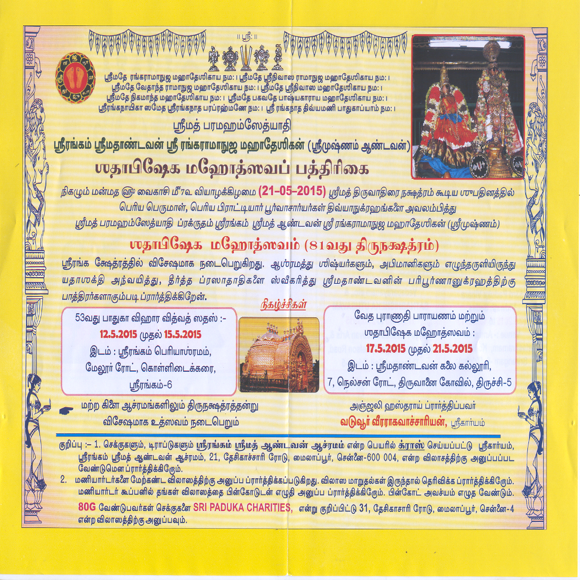 ॥ ஸ்ரீ: ॥
ஸ்ரீமதே ரங்கராமாநுஜ மஹாதேஶிகாய நம: । ஸ்ரீமதே ஸ்ரீநிவாஸ ராமாநுஜ மஹாதேஶிகாய நம: ।
ஸ்ரீமதே வேதாந்த ராமாநுஜ மஹாதேஶிகாய நம: । ஸ்ரீமதே ஸ்ரீநிவாஸ மஹாதேஶிகாய நம: ।
ஸ்ரீமதே நிகமாந்த மஹாதேஶிகாய நம: । ஸ்ரீமதே பகவதே பாஷ்யகாராய மஹாதேஶிகாய நம: ।
ஸ்ரீரங்கநாயிகா ஸமேத ஸ்ரீரங்கநாத பரப்ரஹ்மணே நம: । ஸ்ரீரங்கநாத திவ்யமணி பாதுகாப்யாம் நம: ।
ஸ்ரீமத் பரமஹம்ஸேத்யாதி
ஸ்ரீரங்கம் ஸ்ரீமதாண்டவன் ஸ்ரீ ரங்கராமாநுஜ மஹாதேஶிகன் (ஸ்ரீமுஷ்ணம் ஆண்டவன்)
ஸதாபிஷேக மஹோத்ஸவப் பத்திரிகை
நிகழும் மன்மத ௵ வைகாசி ௴ 7௳ வியாழக்கிழமை (21-05-2015) ஸ்ரீமத் திருவாதிரை நக்ஷத்ரம் கூடிய ஸுபதினத்தில்
பெரிய பெருமாள், பெரிய பிராட்டியார் பூர்வாசார்யர்கள் திவ்யாநுக்ரஹங்களை அவலம்பித்து
ஸ்ரீமத் பரமஹம்ஸேத்யாதி ப்ரக்ருதம் ஸ்ரீரங்கம் ஸ்ரீமத் ஆண்டவன் ஸ்ரீரங்கராமாநுஜ மஹாதேஶிகன் (ஸ்ரீமுஷ்ணம்)
ஸதாபிஷேக மஹோத்ஸவம் (81வது திருநக்ஷத்ரம்)
ஸ்ரீரங்க க்ஷேத்ரத்தில் விசேஷமாக நடைபெறுகிறது. ஆஶ்ரமத்து ஶிஷ்யர்களும், அபிமானிகளும் எழுந்தருளியிருந்து
யதாஶக்தி அந்வயித்து, தீர்த்த ப்ரஸாதாதிகளை ஸ்வீகரித்து ஸ்ரீமதாண்டவனின் பரிபூர்ணாநுக்ரஹத்திற்கு
பாத்திரர்களாகும்படி ப்ரார்த்திக்கிறேன்.
நிகழ்ச்சிகள்
53வது பாதுகா விஹார வித்வத் ஸதஸ் :-
12.5.2015 முதல் 15.5.2015
இடம் : ஸ்ரீரங்கம் பெரியாஸ்ரமம்,
மேலூர் ரோட், கொள்ளிடைக்கரை,
ஸ்ரீரங்கம்-6
வேத புராணாதி பாராயணம் மற்றும்
ஸதாபிஷேக மஹோத்ஸவம் :
17.5.2015 முதல் 21.5.2015
இடம் : ஸ்ரீமதாண்டவன் கலை கல்லூரி,
7, நெல்சன் ரோட், திருவானை கோவில், திருச்சி-5
மற்ற கிளை ஆச்ரமங்களிலும் திருநக்ஷத்ரத்தன்று
விசேஷமாக உத்ஸவம் நடைபெறும்
அஞ்ஜலி ஹஸ்தராய் ப்ரார்த்திப்பவர்
வடுவூர் வீரராகவாச்சாரியன், ஸ்ரீகார்யம்
குறிப்பு :- 1. செக்குகளும், டிராப்டுகளும் ஸ்ரீரங்கம் ஸ்ரீமத் ஆண்டவன் ஆச்ரமம் என்ற பெயரில் க்ராஸ் செய்யப்பட்டு ஸ்ரீகார்யம்,
ஸ்ரீரங்கம் ஸ்ரீமத் ஆண்டவன் ஆச்ரமம், 21, தேசிகாச்சாரி ரோடு, மைலாப்பூர், சென்னை-600 004, என்ற விலாசத்திற்கு அனுப்பப்பட
வேண்டுமெனப் ப்ரார்த்திக்கிறோம்.
2. மணியார்டர்களை மேற்கண்ட விலாஸத்திற்கு அனுப்ப ப்ரார்த்திக்கப்படுகிறது. விலாஸ மாறுதல்கள் இருந்தால் தெரிவிக்க ப்ரார்த்திக்கிறோம்.
மணியார்டர் கூப்பனில் தங்கள் விலாஸத்தை பின்கோடுடன் எழுதி அனுப்ப ப்ரார்த்திக்கிறோம். பின்கோட் அவச்யம் எழுத வேண்டும்.
80G வேண்டுபவர்கள் செக்குகளை SRI PADUKA CHARITIES, என்று குறிப்பிட்டு 31, தேசிகாசாரி ரோடு, மைலாப்பூர், சென்னை-4
என்ற விலாசத்திற்கு அனுப்பவும்.